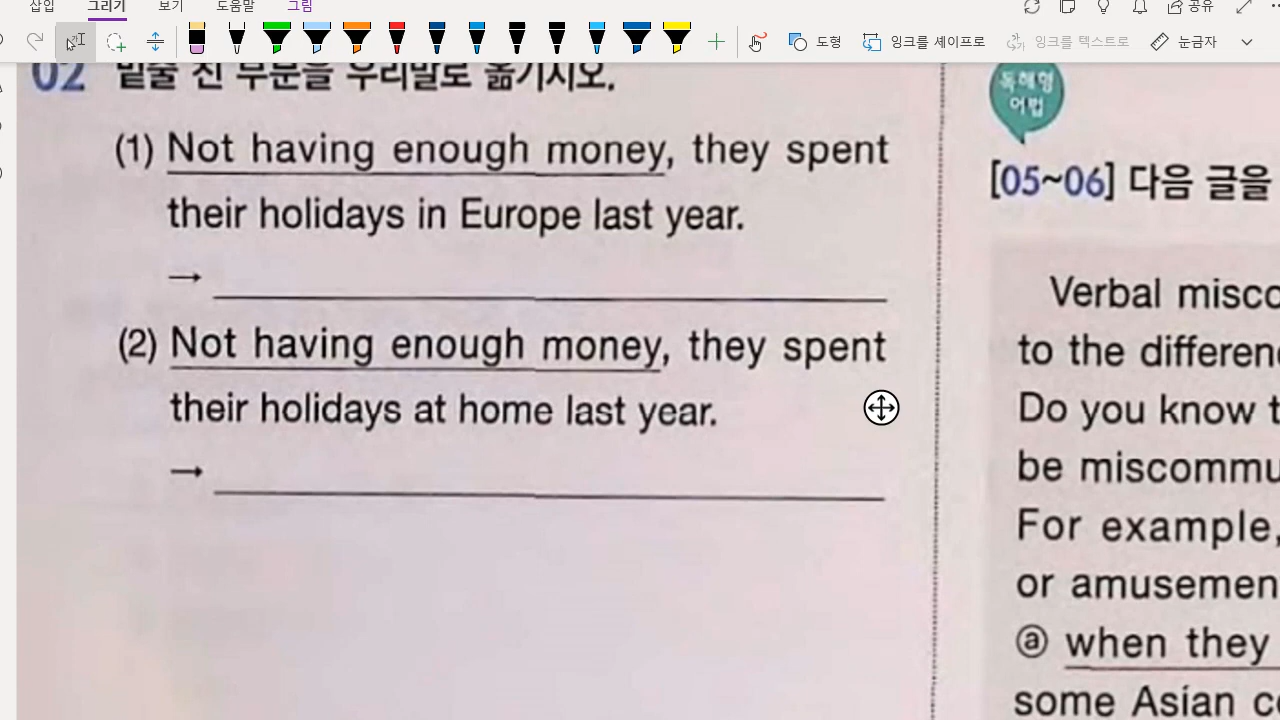 삽입 그리기 보기 도움말 그림
공유
도형 잉크를 셰이프로 잉크를 텍스트로 눈금자
02 밑줄 친 부분을 우리말로 옮기시오.
(1) Not having enough money, they spent
their holidays in Europe last year.
→
(2) Not having enough money, they spent
their holidays at home last year.
→
독해형
어법
[05~06] 다음 글을
Verbal misco
to the differen
Do you know t
be miscommu
For example,
or amusemen
ⓐ when they
some Asian c